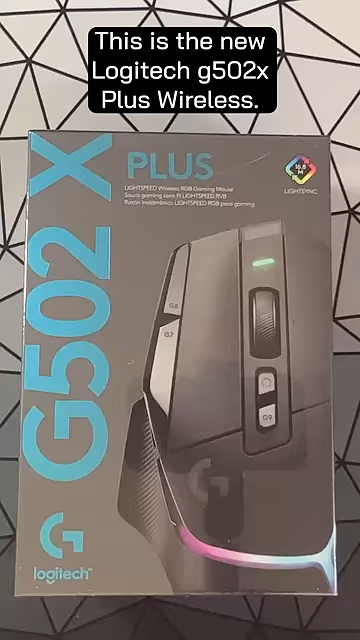 This is the new
Logitech g502x
Plus Wireless.
G502 X
PLUS
LIGHTSPEED Wireless RGB Gaming Mouse
Souris gaming sans fil LIGHTSPEED RVB
Ratón inalámbrico LIGHTSPEED RGB para gaming
16.8
M
LIGHTSYNC
G8
G7
G9
G
logitech